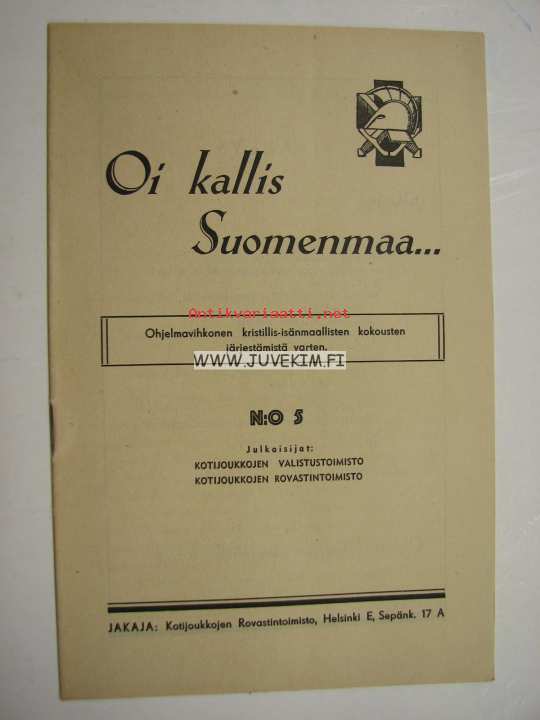 Oi kallis
Suomenmaa...
Antikvariaatti.net
Ohjelmavihkonen kristillis-isänmaallisten kokousten
järjestämistä varten.
WWW.JUVEKIM.FI
N:O 5
Julkaisijat:
KOTIJOUKKOJEN VALISTUSTOIMISTO
KOTIJOUKKOJEN ROVASTINTOIMISTO
JAKAJA: Kotijoukkojen Rovastintoimisto, Helsinki E, Sepänk. 17 A